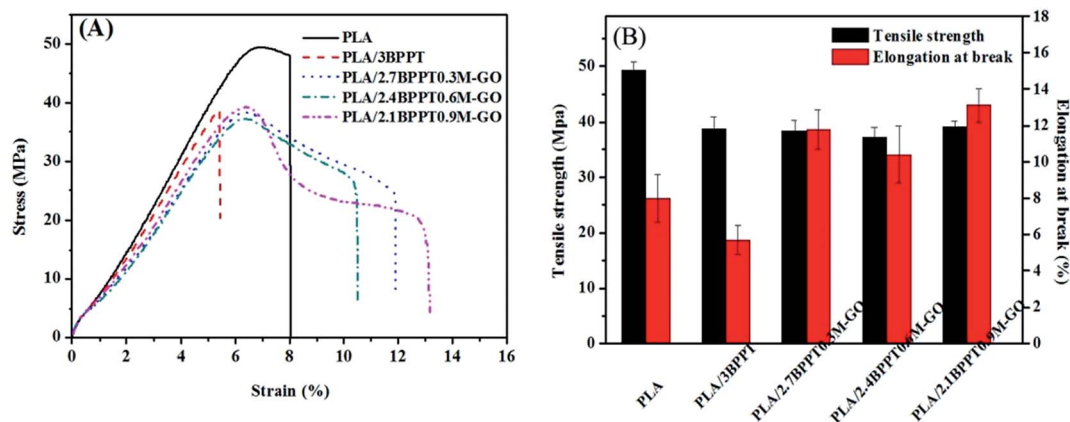 (A)
PLA
PLA/3BPPT
PLA/2.7BPPT0.3M-GO
PLA/2.4BPPT0.6M-GO
PLA/2.1BPPT0.9M-GO
Stress (MPa)
50
40
30
20
10
0
0 2 4 6 8 10 12 14 16
Strain (%)
(B)
Tensile strength
Elongation at break
Tensile strength (Mpa)
50
40
30
20
10
0
18
16
14
12
10
8
6
4
2
0
Elongation at break (%)
PLA
PLA/3BPPT
PLA/2.7BPPT0.3M-GO
PLA/2.4BPPT0.6M-GO
PLA/2.1BPPT0.9M-GO